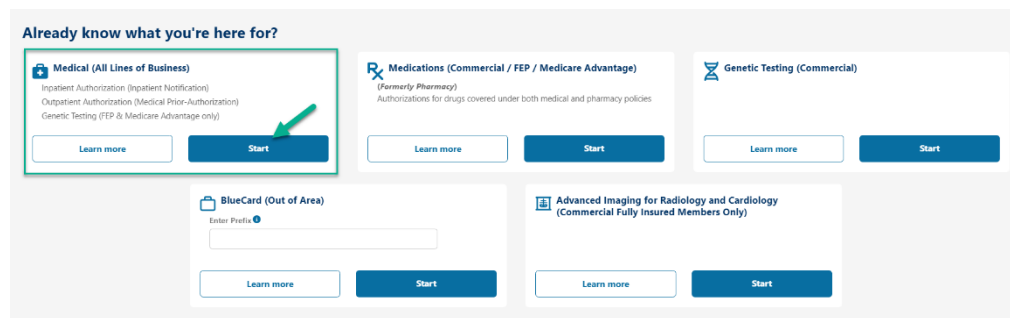 Already know what you're here for?
Medical (All Lines of Business)
Inpatient Authorization (Inpatient Notification)
Outpatient Authorization (Medical Prior-Authorization)
Genetic Testing (FEP & Medicare Advantage only)
Learn more
Start
Medications (Commercial / FEP / Medicare Advantage)
(Formerly Pharmacy)
Authorizations for drugs covered under both medical and pharmacy policies
Learn more
Start
Genetic Testing (Commercial)
Learn more
Start
BlueCard (Out of Area)
Enter Prefix
Learn more
Start
Advanced Imaging for Radiology and Cardiology
(Commercial Fully Insured Members Only)
Learn more
Start